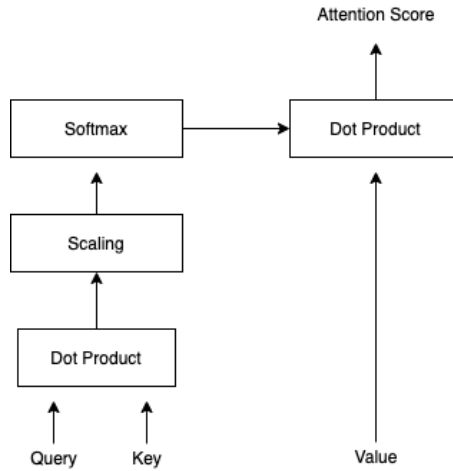 Attention Score
Softmax
Dot Product
Scaling
Dot Product
Query
Key
Value